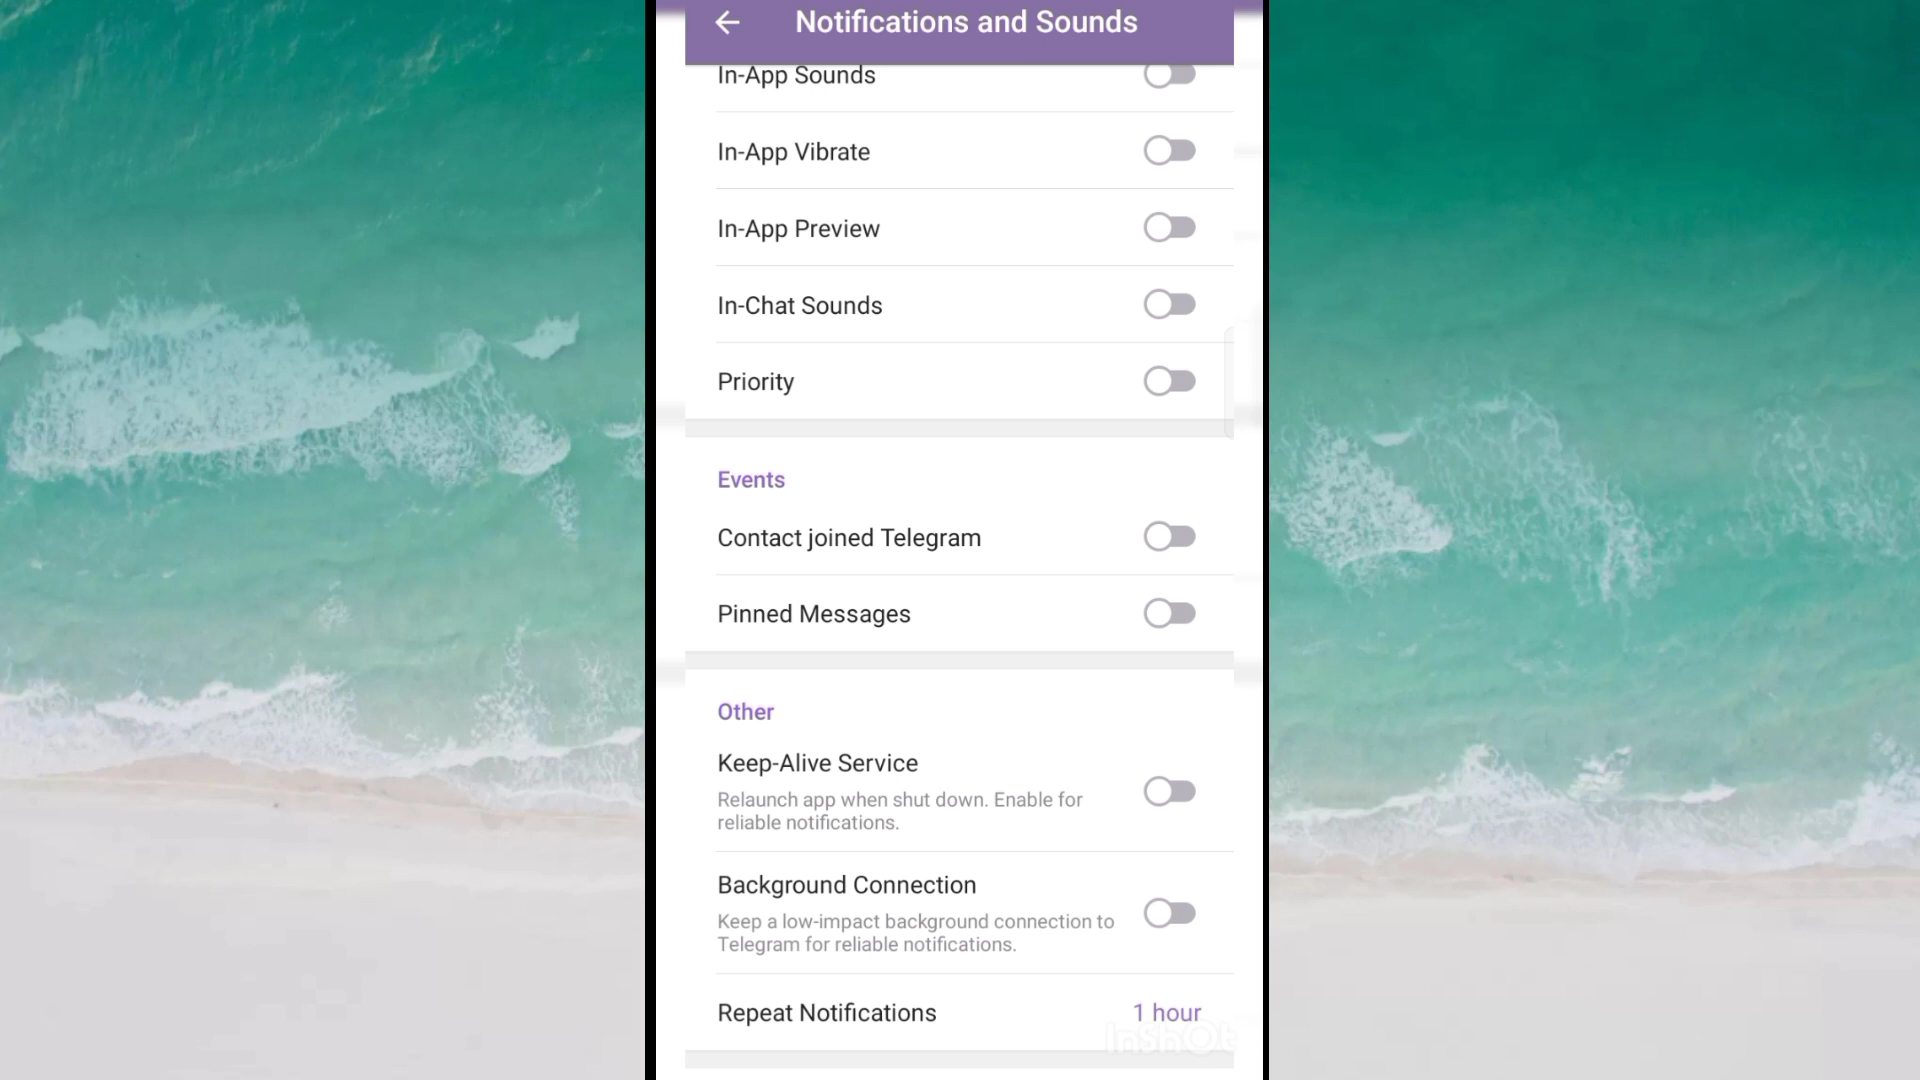 Notifications and Sounds
In-App Sounds
In-App Vibrate
In-App Preview
In-Chat Sounds
Priority
Events
Contact joined Telegram
Pinned Messages
Other
Keep-Alive Service
Relaunch app when shut down. Enable for
reliable notifications.
Background Connection
Keep a low-impact background connection to
Telegram for reliable notifications.
Repeat Notifications 1 hour
InShOt